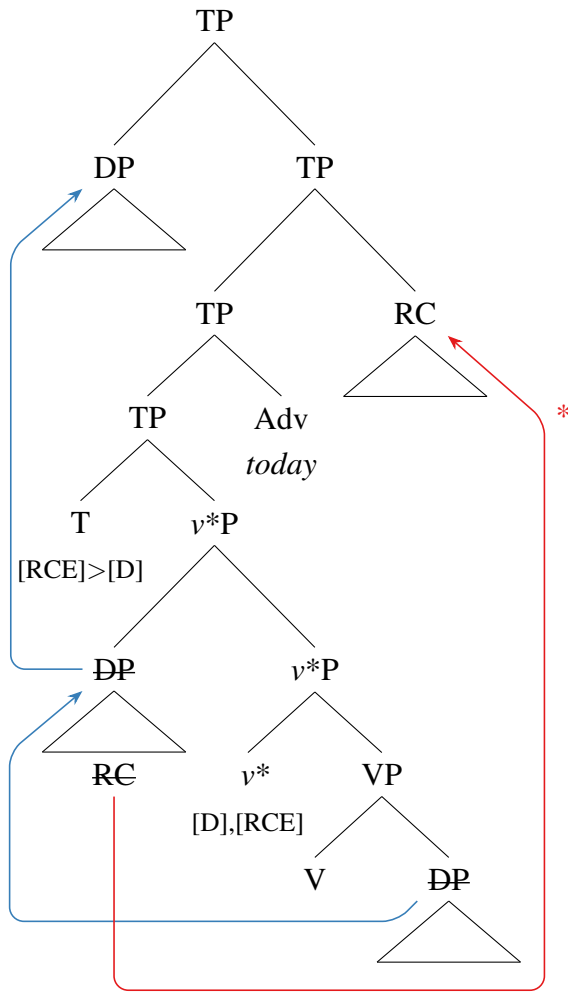 TP
DP TP
TP RC
*
TP Adv
today
T v*P
[RCE]>[D]
DP v*P
RC v* VP
[D],[RCE]
V DP